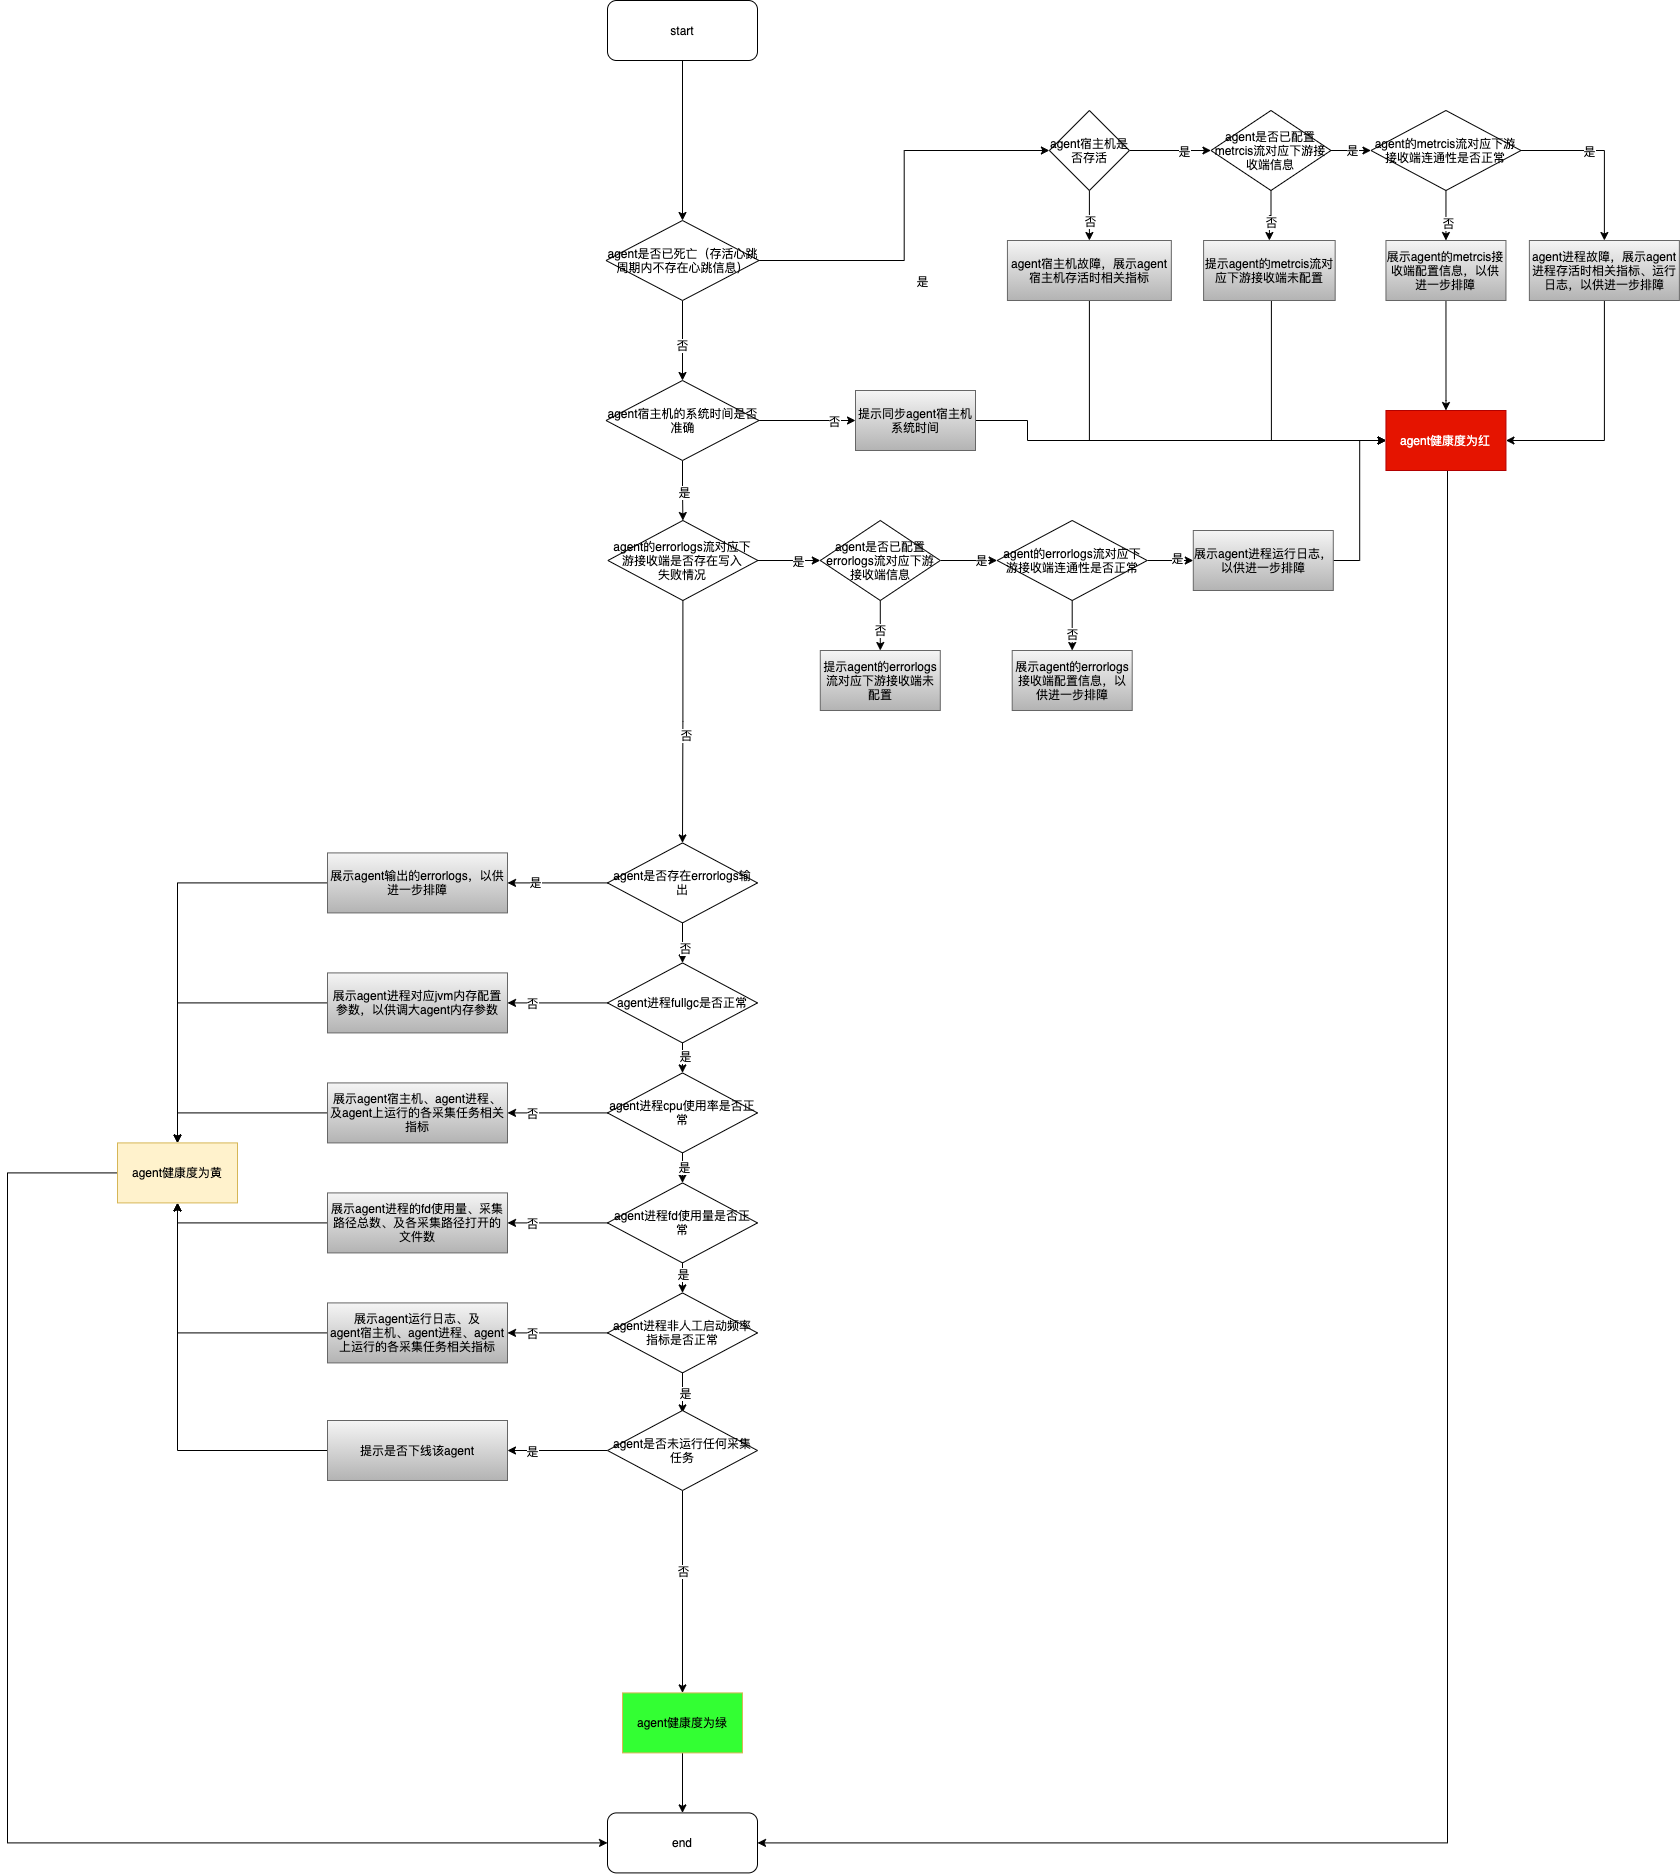 start
agent宿主机是
否存活
是
agent是否已配置
metrcis流对应下游接
收端信息
是
agent的metrcis流对应下游
接收端连通性是否正常
是
否
否
否
agent是否已死亡（存活心跳
周期内不存在心跳信息）
是
agent宿主机故障，展示agent
宿主机存活时相关指标
提示agent的metrcis流对
应下游接收端未配置
展示agent的metrcis接
收端配置信息，以供
进一步排障
agent进程故障，展示agent
进程存活时相关指标、运行
日志，以供进一步排障
否
agent宿主机的系统时间是否
准确
否
提示同步agent宿主机
系统时间
agent健康度为红
是
agent的errorlogs流对应下
游接收端是否存在写入
失败情况
是
agent是否已配置
errorlogs流对应下游
接收端信息
是
agent的errorlogs流对应下
游接收端连通性是否正常
是
展示agent进程运行日志，
以供进一步排障
否
否
提示agent的errorlogs
流对应下游接收端未
配置
展示agent的errorlogs
接收端配置信息，以
供进一步排障
否
展示agent输出的errorlogs，以供
进一步排障
是
agent是否存在errorlogs输
出
否
展示agent进程对应jvm内存配置
参数，以供调大agent内存参数
否
agent进程fullgc是否正常
是
展示agent宿主机、agent进程、
及agent上运行的各采集任务相关
指标
否
agent进程cpu使用率是否正
常
agent健康度为黄
是
展示agent进程的fd使用量、采集
路径总数、及各采集路径打开的
文件数
否
agent进程fd使用量是否正
常
是
展示agent运行日志、及
agent宿主机、agent进程、agent
上运行的各采集任务相关指标
否
agent进程非人工启动频率
指标是否正常
是
提示是否下线该agent
是
agent是否未运行任何采集
任务
否
agent健康度为绿
end